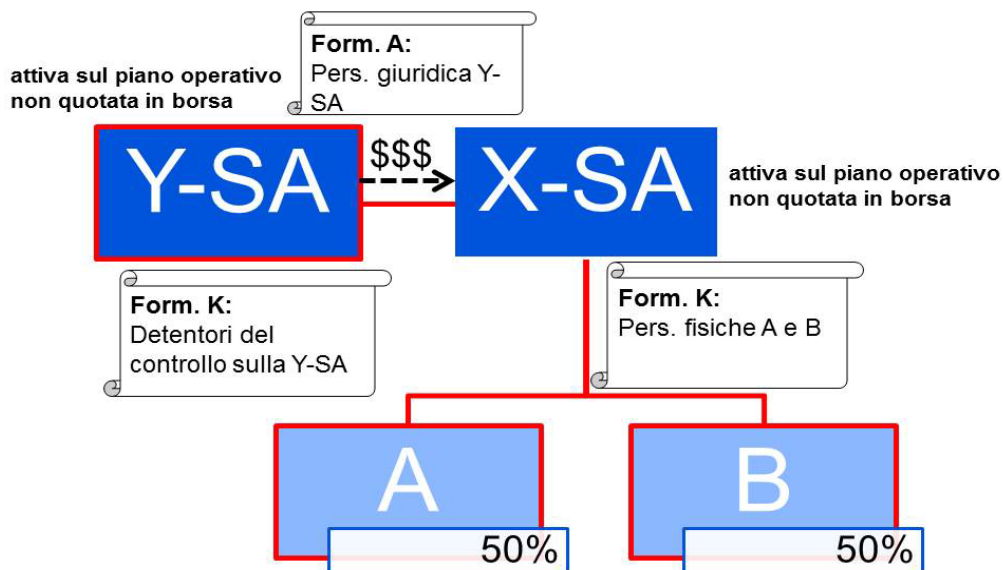 Form. A:
Pers. giuridica Y-
SA
attiva sul piano operativo
non quotata in borsa
Y-SA
$$$
X-SA
attiva sul piano operativo
non quotata in borsa
Form. K:
Detentori del
controllo sulla Y-SA
Form. K:
Pers. fisiche A e B
A
50%
B
50%